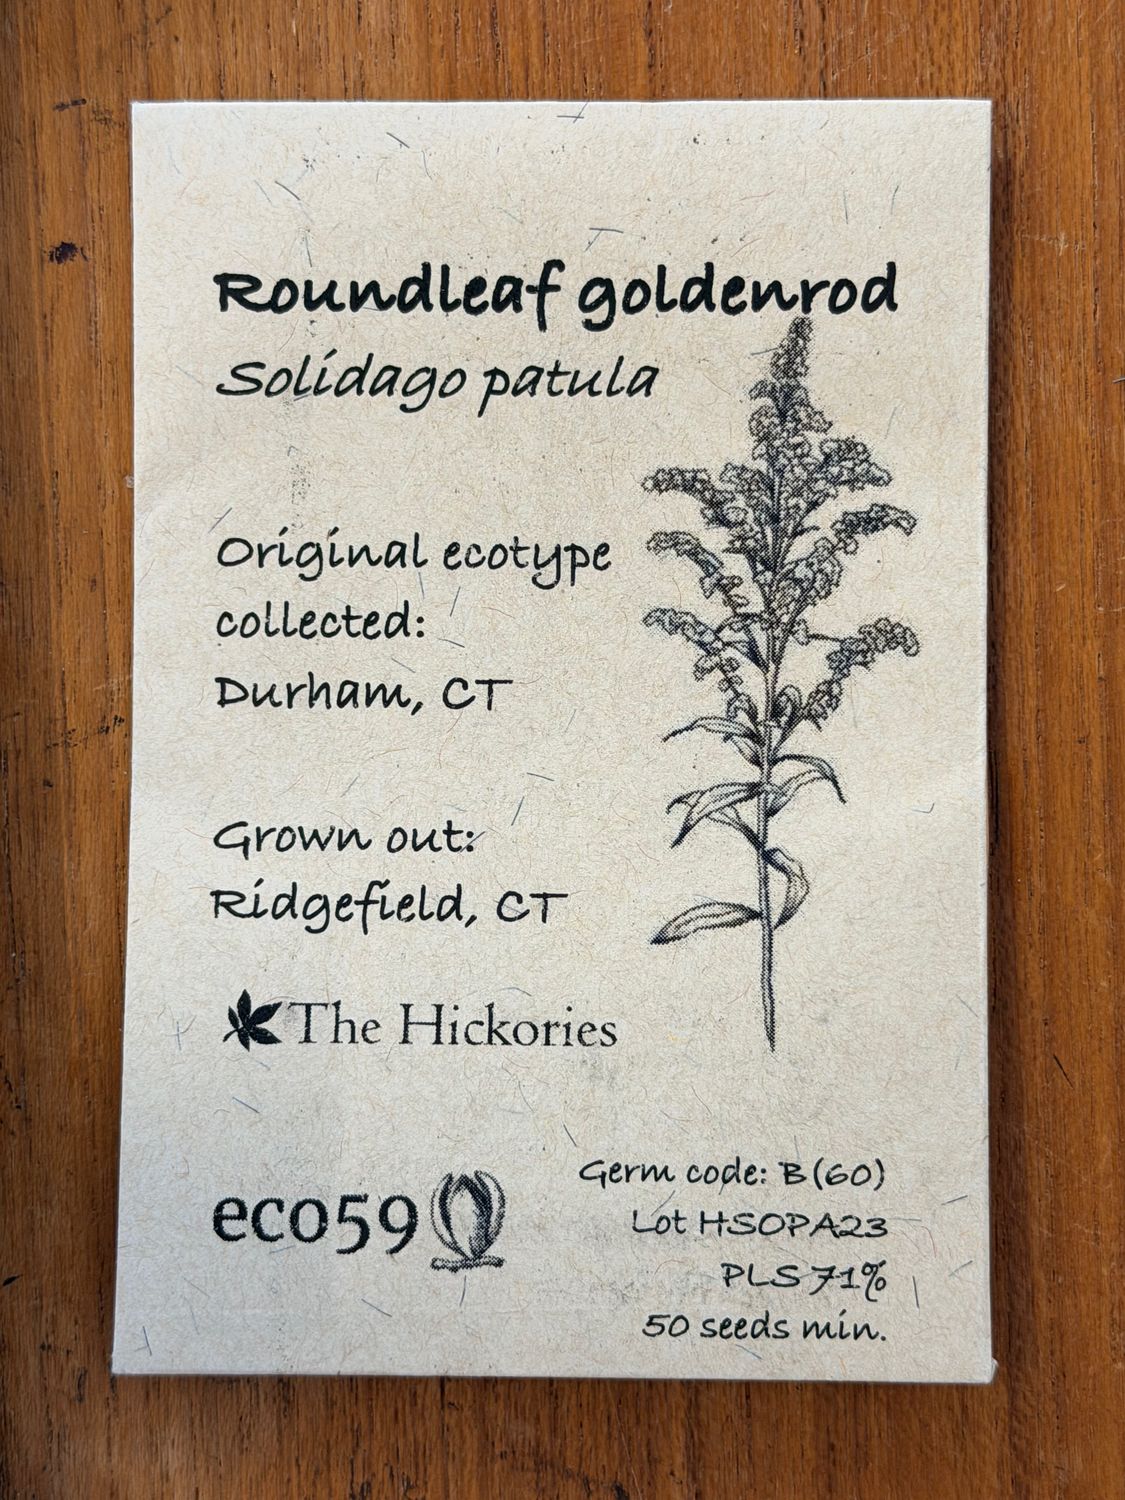 Roundleaf goldenrod
Solidago patula
Original ecotype
collected:
Durham, CT
Grown out:
Ridgefield, CT
The Hickories
eco59
Germ code: B(60)
Lot HSOPA23
PLS 71%
50 seeds min.